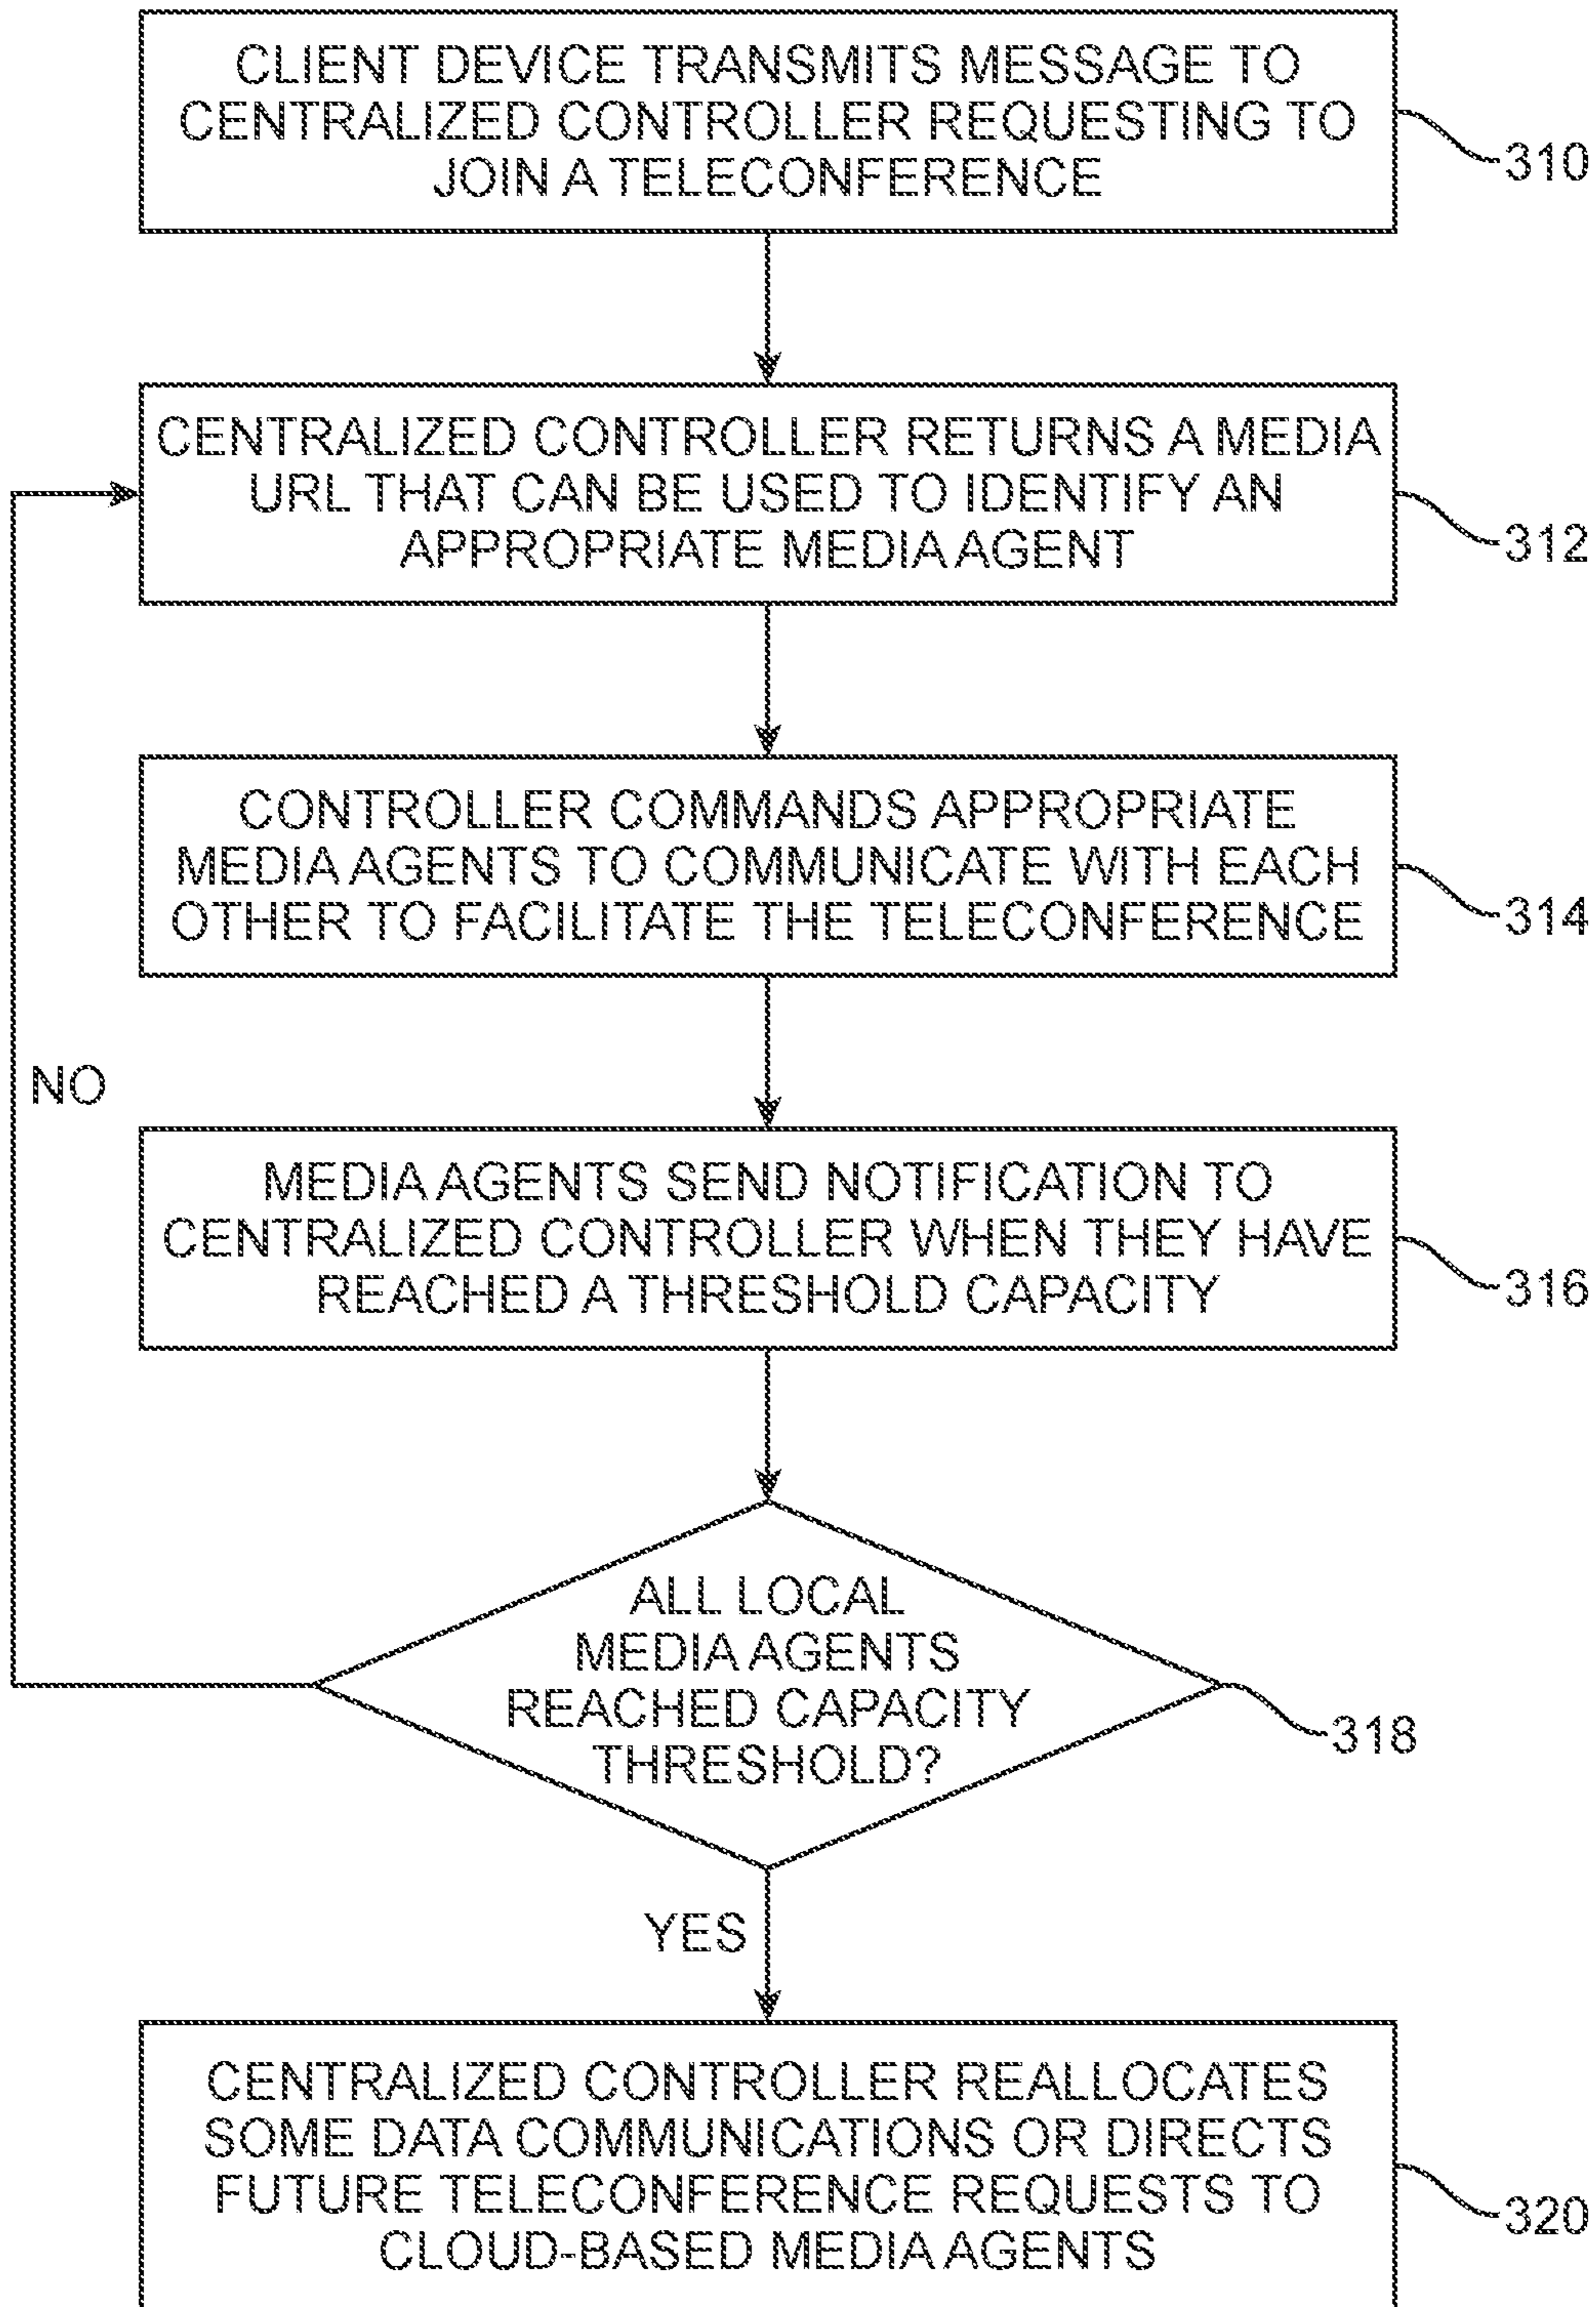 CLIENT DEVICE TRANSMITS MESSAGE TO
CENTRALIZED CONTROLLER REQUESTING TO
JOIN A TELECONFERENCE
310
CENTRALIZED CONTROLLER RETURNS A MEDIA
URL THAT CAN BE USED TO IDENTIFY AN
APPROPRIATE MEDIA AGENT
312
CONTROLLER COMMANDS APPROPRIATE
MEDIA AGENTS TO COMMUNICATE WITH EACH
OTHER TO FACILITATE THE TELECONFERENCE
314
NO
MEDIA AGENTS SEND NOTIFICATION TO
CENTRALIZED CONTROLLER WHEN THEY HAVE
REACHED A THRESHOLD CAPACITY
316
ALL LOCAL
MEDIA AGENTS
REACHED CAPACITY
THRESHOLD?
318
YES
CENTRALIZED CONTROLLER REALLOCATES
SOME DATA COMMUNICATIONS OR DIRECTS
FUTURE TELECONFERENCE REQUESTS TO
CLOUD-BASED MEDIA AGENTS
320